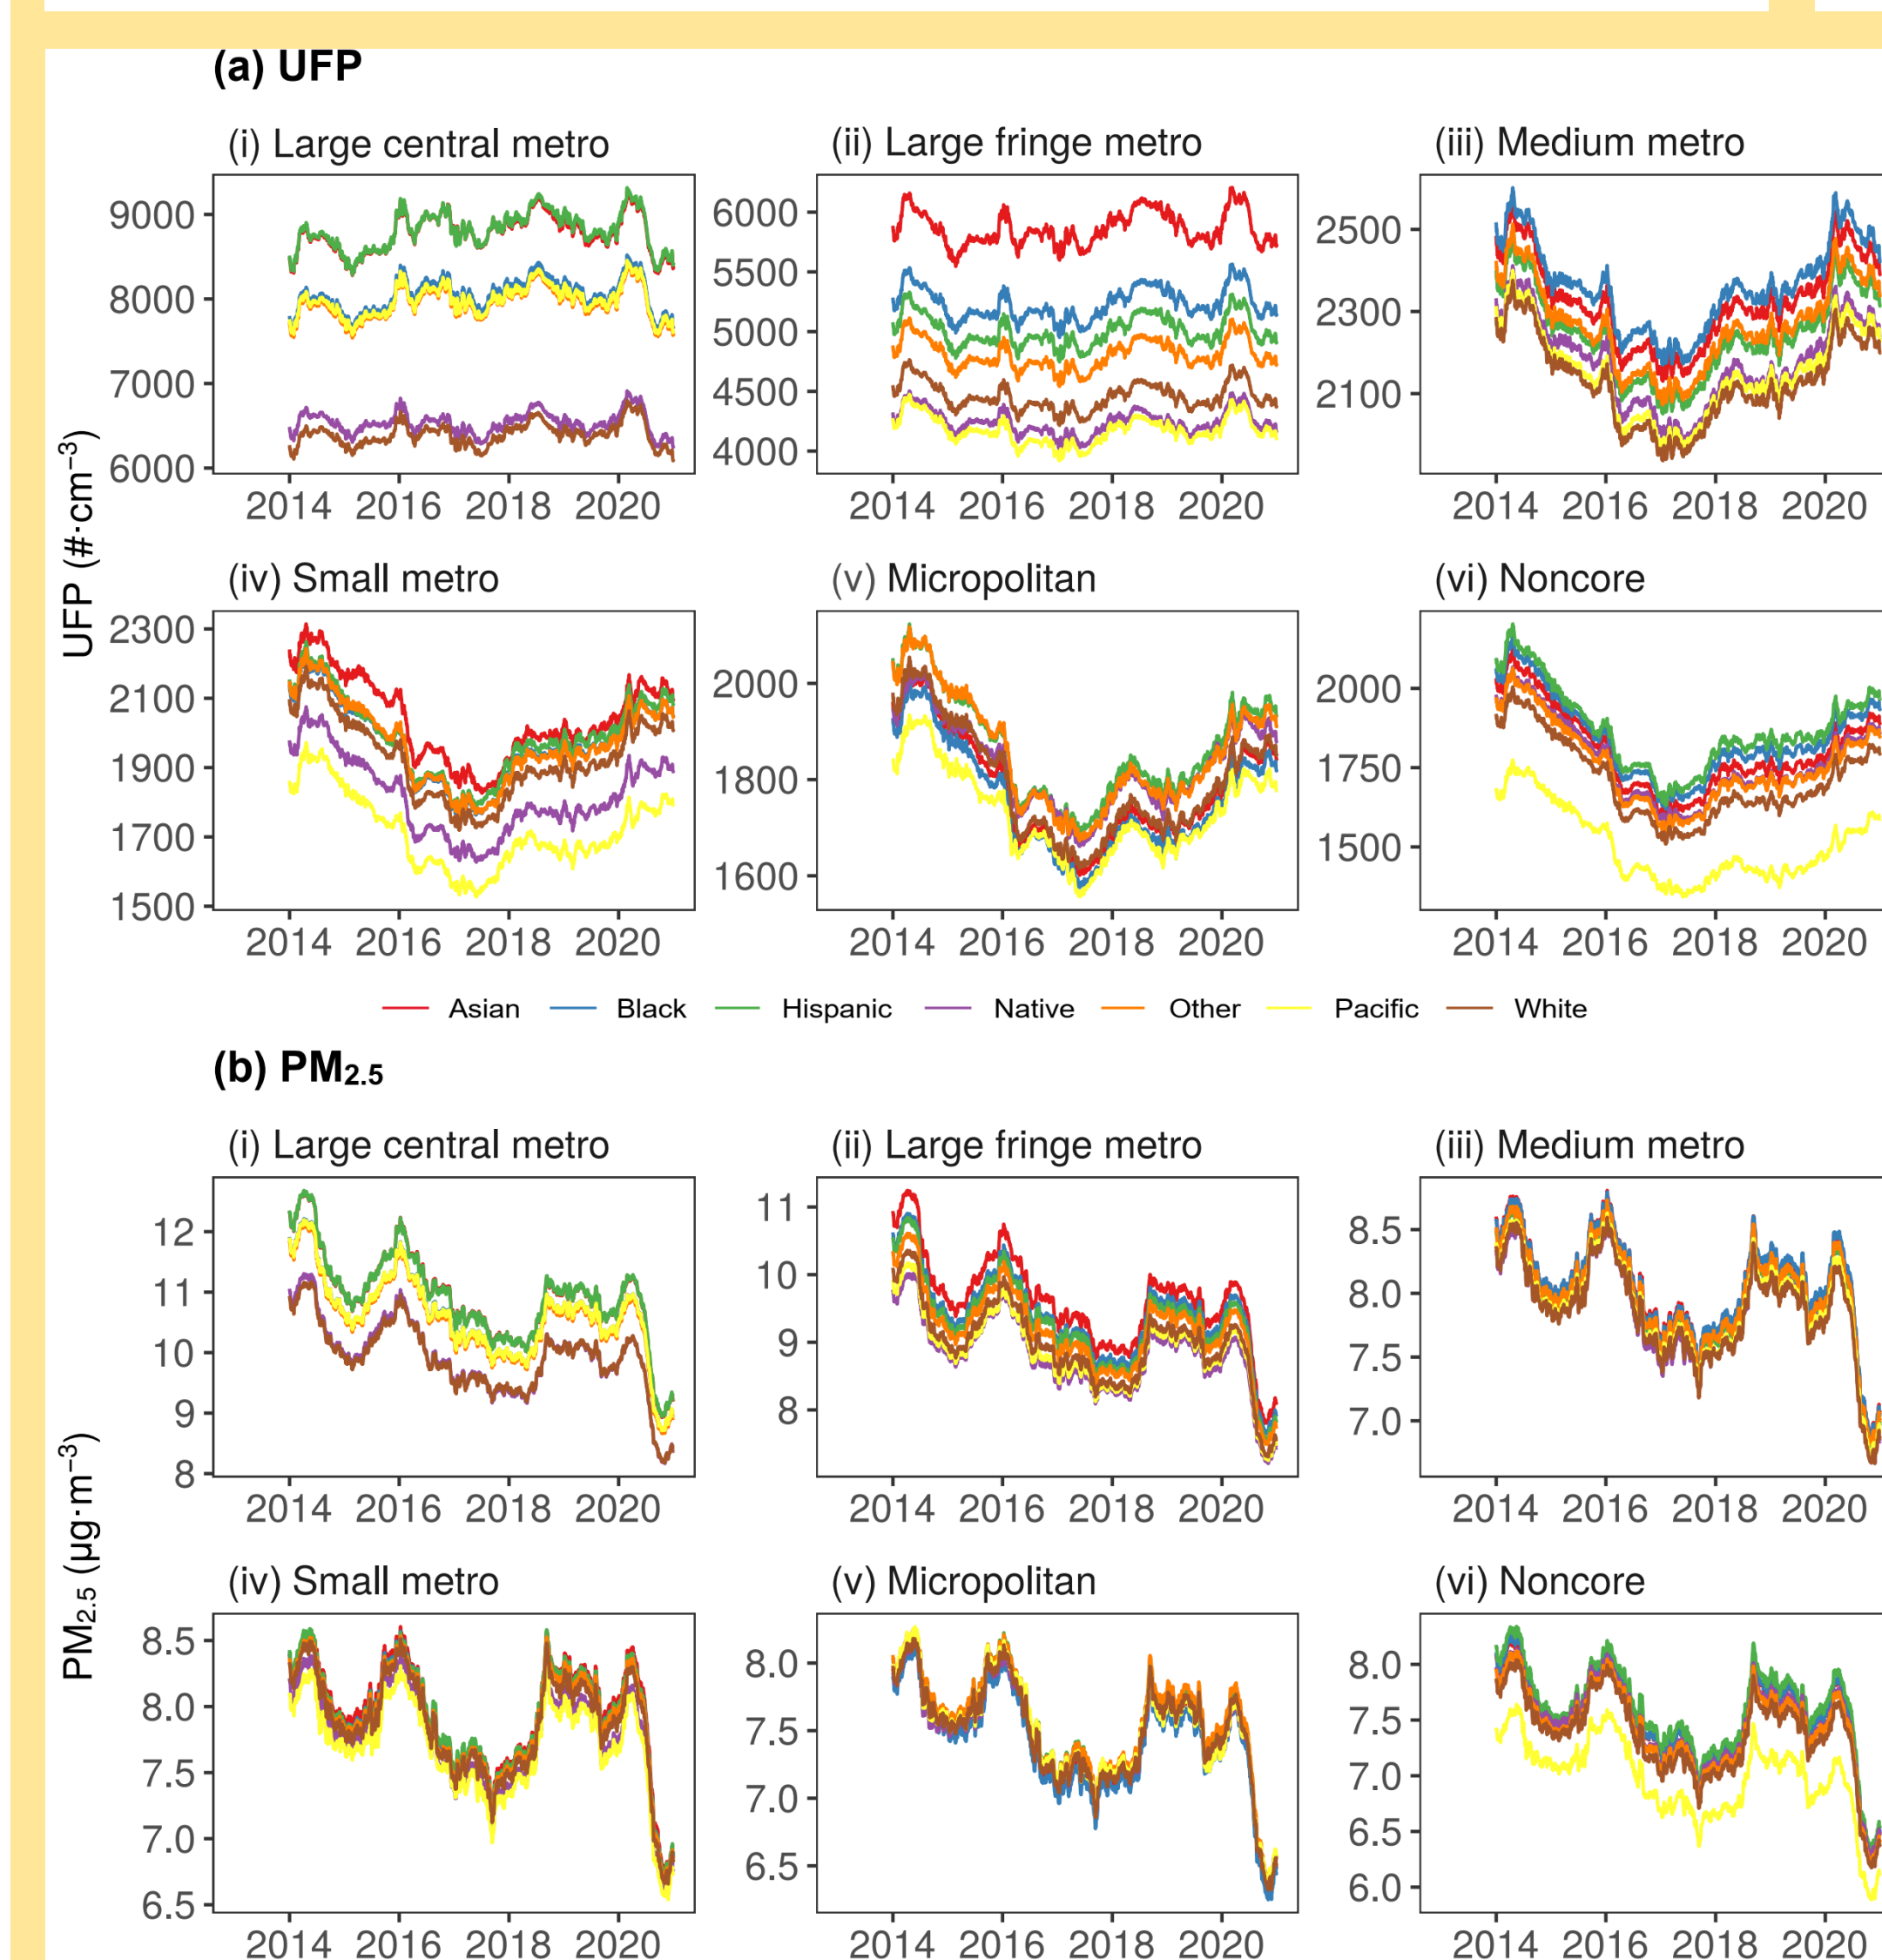 (a) UFP
(i) Large central metro
(ii) Large fringe metro
(iii) Medium metro
UFP (#·cm⁻³)
9000
8000
7000
6000
2014 2016 2018 2020
6000
5500
5000
4500
4000
2014 2016 2018 2020
2500
2300
2100
2014 2016 2018 2020
(iv) Small metro
(v) Micropolitan
(vi) Noncore
2300
2100
1900
1700
1500
2014 2016 2018 2020
2000
1800
1600
2014 2016 2018 2020
2000
1750
1500
2014 2016 2018 2020
Asian Black Hispanic Native Other Pacific White
(b) PM₂.₅
(i) Large central metro
(ii) Large fringe metro
(iii) Medium metro
PM₂.₅ (µg·m⁻³)
12
11
10
9
8
2014 2016 2018 2020
11
10
9
8
2014 2016 2018 2020
8.5
8.0
7.5
7.0
2014 2016 2018 2020
(iv) Small metro
(v) Micropolitan
(vi) Noncore
8.5
8.0
7.5
7.0
6.5
2014 2016 2018 2020
8.0
7.5
7.0
6.5
2014 2016 2018 2020
8.0
7.5
7.0
6.5
6.0
2014 2016 2018 2020